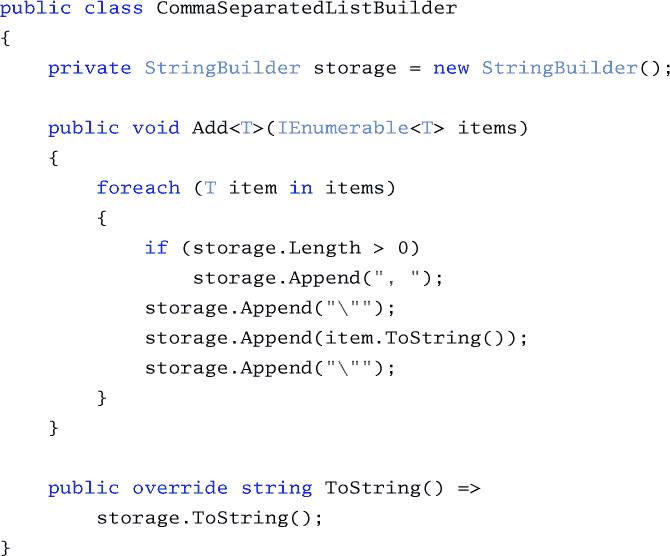 public class CommaSeparatedListBuilder
{
    private StringBuilder storage = new StringBuilder();

    public void Add<T>(IEnumerable<T> items)
    {
        foreach (T item in items)
        {
            if (storage.Length > 0)
                storage.Append(", ");
            storage.Append("\"");
            storage.Append(item.ToString());
            storage.Append("\"");
        }
    }

    public override string ToString() =>
        storage.ToString();
}